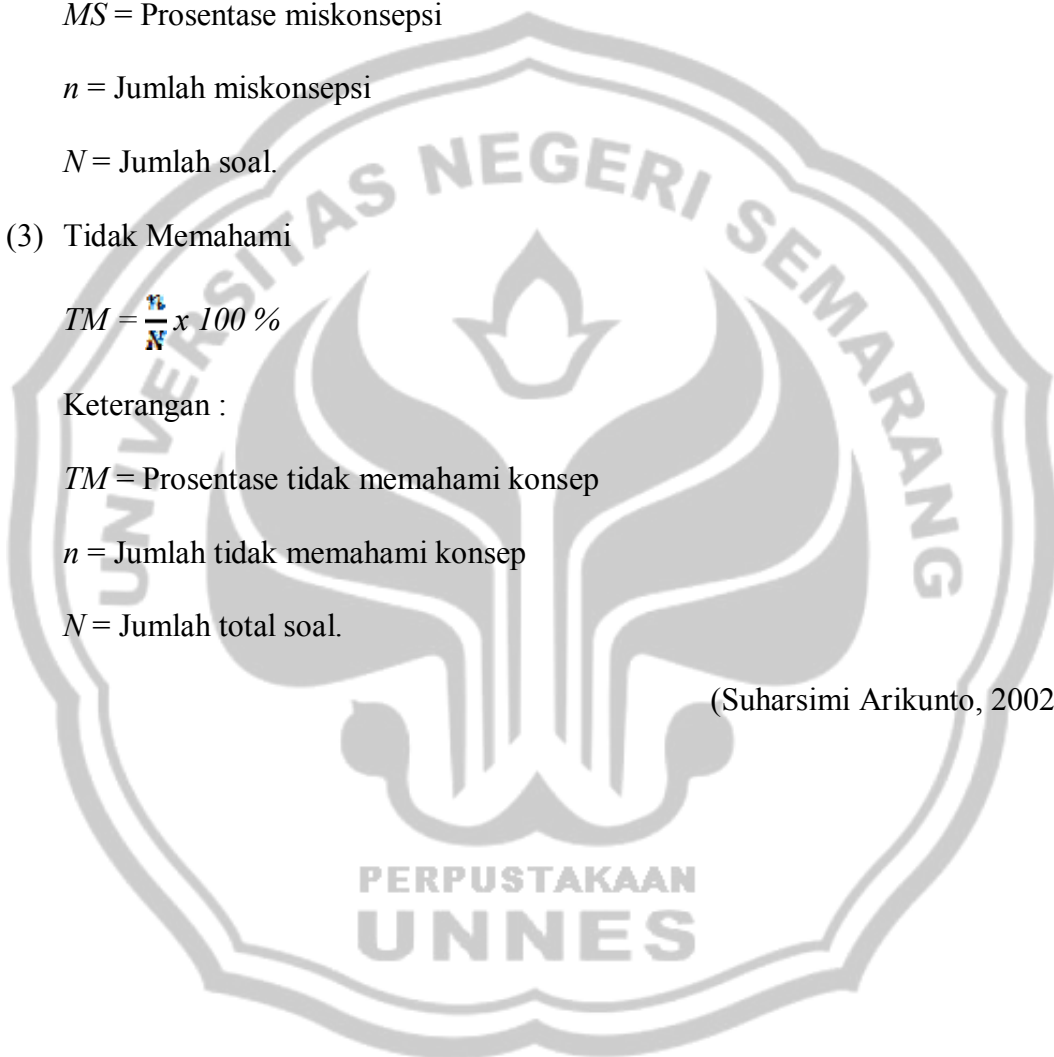 MS = Prosentase miskonsepsi
n = Jumlah miskonsepsi
N = Jumlah soal.
(3) Tidak Memahami
TM = n/N x 100 %
Keterangan :
TM = Prosentase tidak memahami konsep
n = Jumlah tidak memahami konsep
N = Jumlah total soal.
(Suharsimi Arikunto, 2002
UNIVERSITAS NEGERI SEMARANG
PERPUSTAKAAN
UNNES